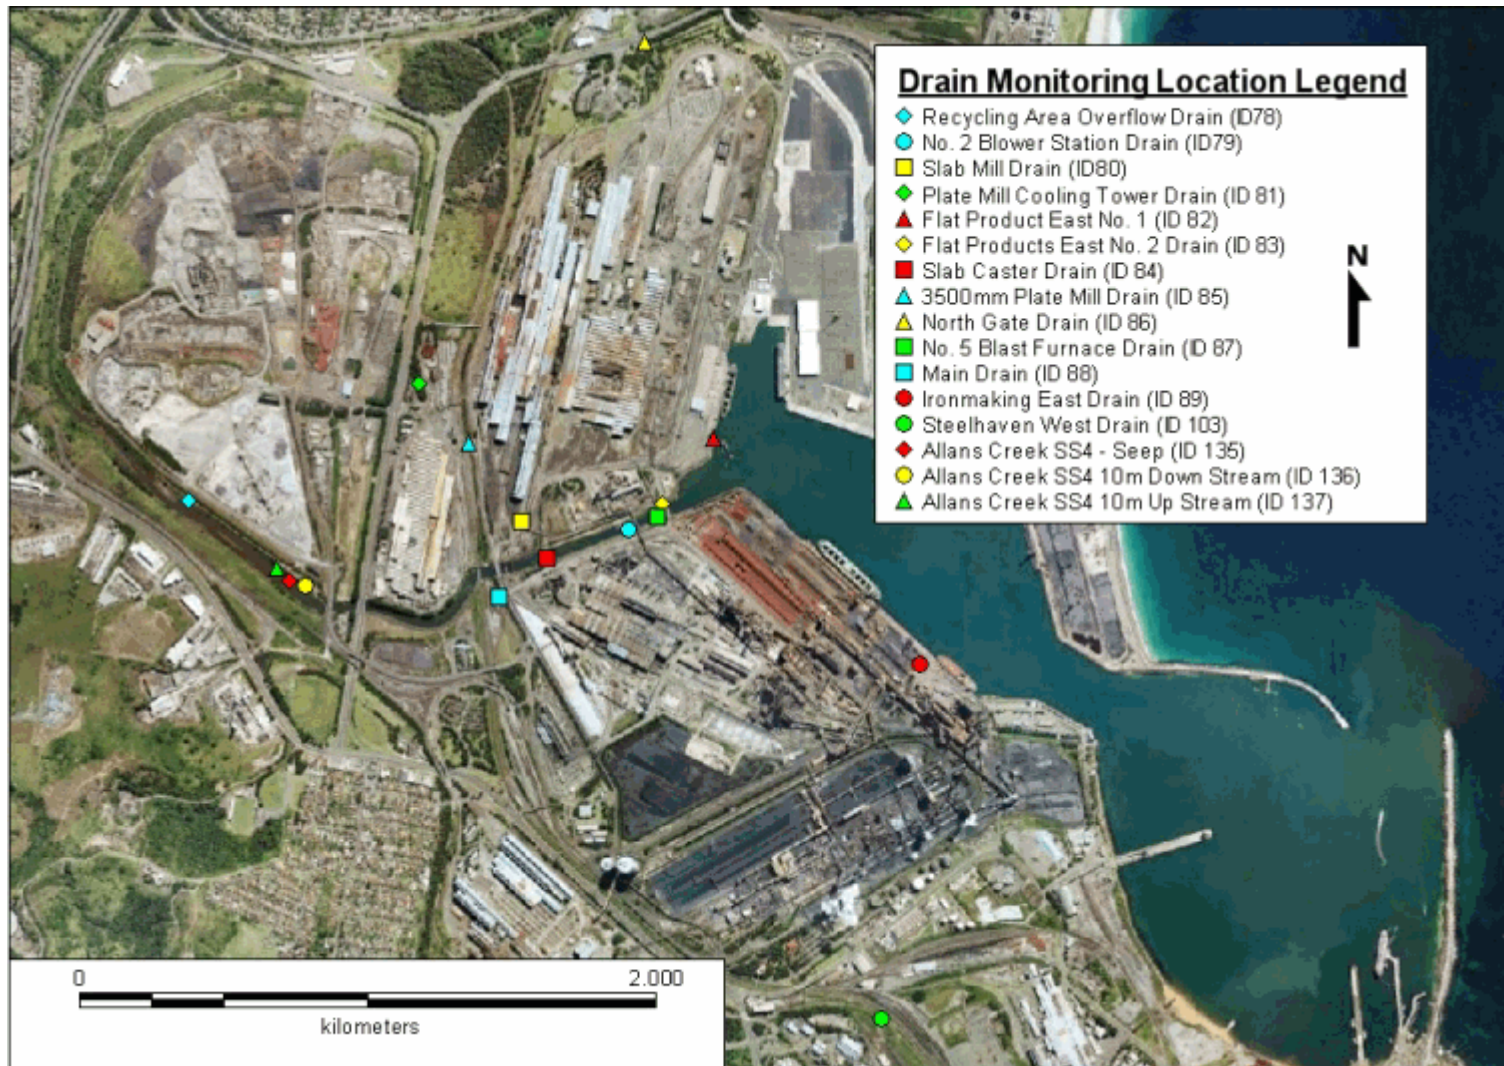 Drain Monitoring Location Legend
Recycling Area Overflow Drain (ID78)
No. 2 Blower Station Drain (ID79)
Slab Mill Drain (ID80)
Plate Mill Cooling Tower Drain (ID 81)
Flat Product East No. 1 (ID 82)
Flat Products East No. 2 Drain (ID 83)
Slab Caster Drain (ID 84)
3500mm Plate Mill Drain (ID 85)
North Gate Drain (ID 86)
No. 5 Blast Furnace Drain (ID 87)
Main Drain (ID 88)
Ironmaking East Drain (ID 89)
Steelhaven West Drain (ID 103)
Allans Creek SS4 - Seep (ID 135)
Allans Creek SS4 10m Down Stream (ID 136)
Allans Creek SS4 10m Up Stream (ID 137)
N
0 2.000
kilometers